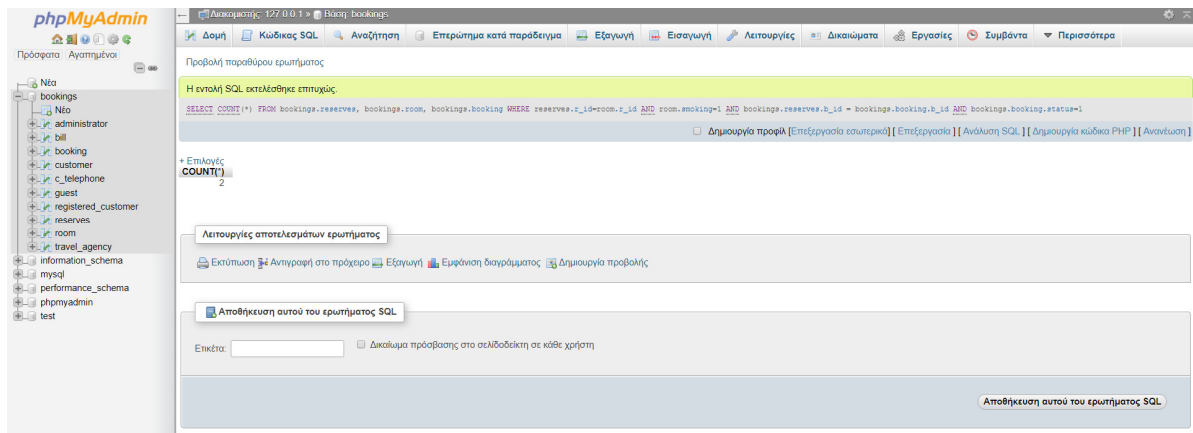 phpMyAdmin
Πρόσφατα Αγαπημένοι
Νέα
bookings
Νέο
administrator
bill
booking
customer
c_telephone
guest
registered_customer
reserves
room
travel_agency
information_schema
mysql
performance_schema
phpmyadmin
test
Διακομιστής: 127.0.0.1 » Βάση: bookings
Δομή Κώδικας SQL Αναζήτηση Επερώτημα κατά παράδειγμα Εξαγωγή Εισαγωγή Λειτουργίες Δικαιώματα Εργασίες Συμβάντα Περισσότερα
Προβολή παραθύρου ερωτήματος
Η εντολή SQL εκτελέσθηκε επιτυχώς.
SELECT COUNT(*) FROM bookings.reserves, bookings.room, bookings.booking WHERE reserves.r_id=room.r_id AND room.smoking=1 AND bookings.reserves.b_id = bookings.booking.b_id AND bookings.booking.status=1
Δημιουργία προφίλ [Επεξεργασία εσωτερικά] [ Επεξεργασία ] [ Ανάλυση SQL ] [ Δημιουργία κώδικα PHP ] [ Ανανέωση ]
+ Επιλογές
COUNT(*)
2
Λειτουργίες αποτελεσμάτων ερωτήματος
Εκτύπωση Αντιγραφή στο πρόχειρο Εξαγωγή Εμφάνιση διαγράμματος Δημιουργία προβολής
Αποθήκευση αυτού του ερωτήματος SQL
Ετικέτα: Δικαίωμα πρόσβασης στο σελίδοδείκτη σε κάθε χρήστη
Αποθήκευση αυτού του ερωτήματος SQL